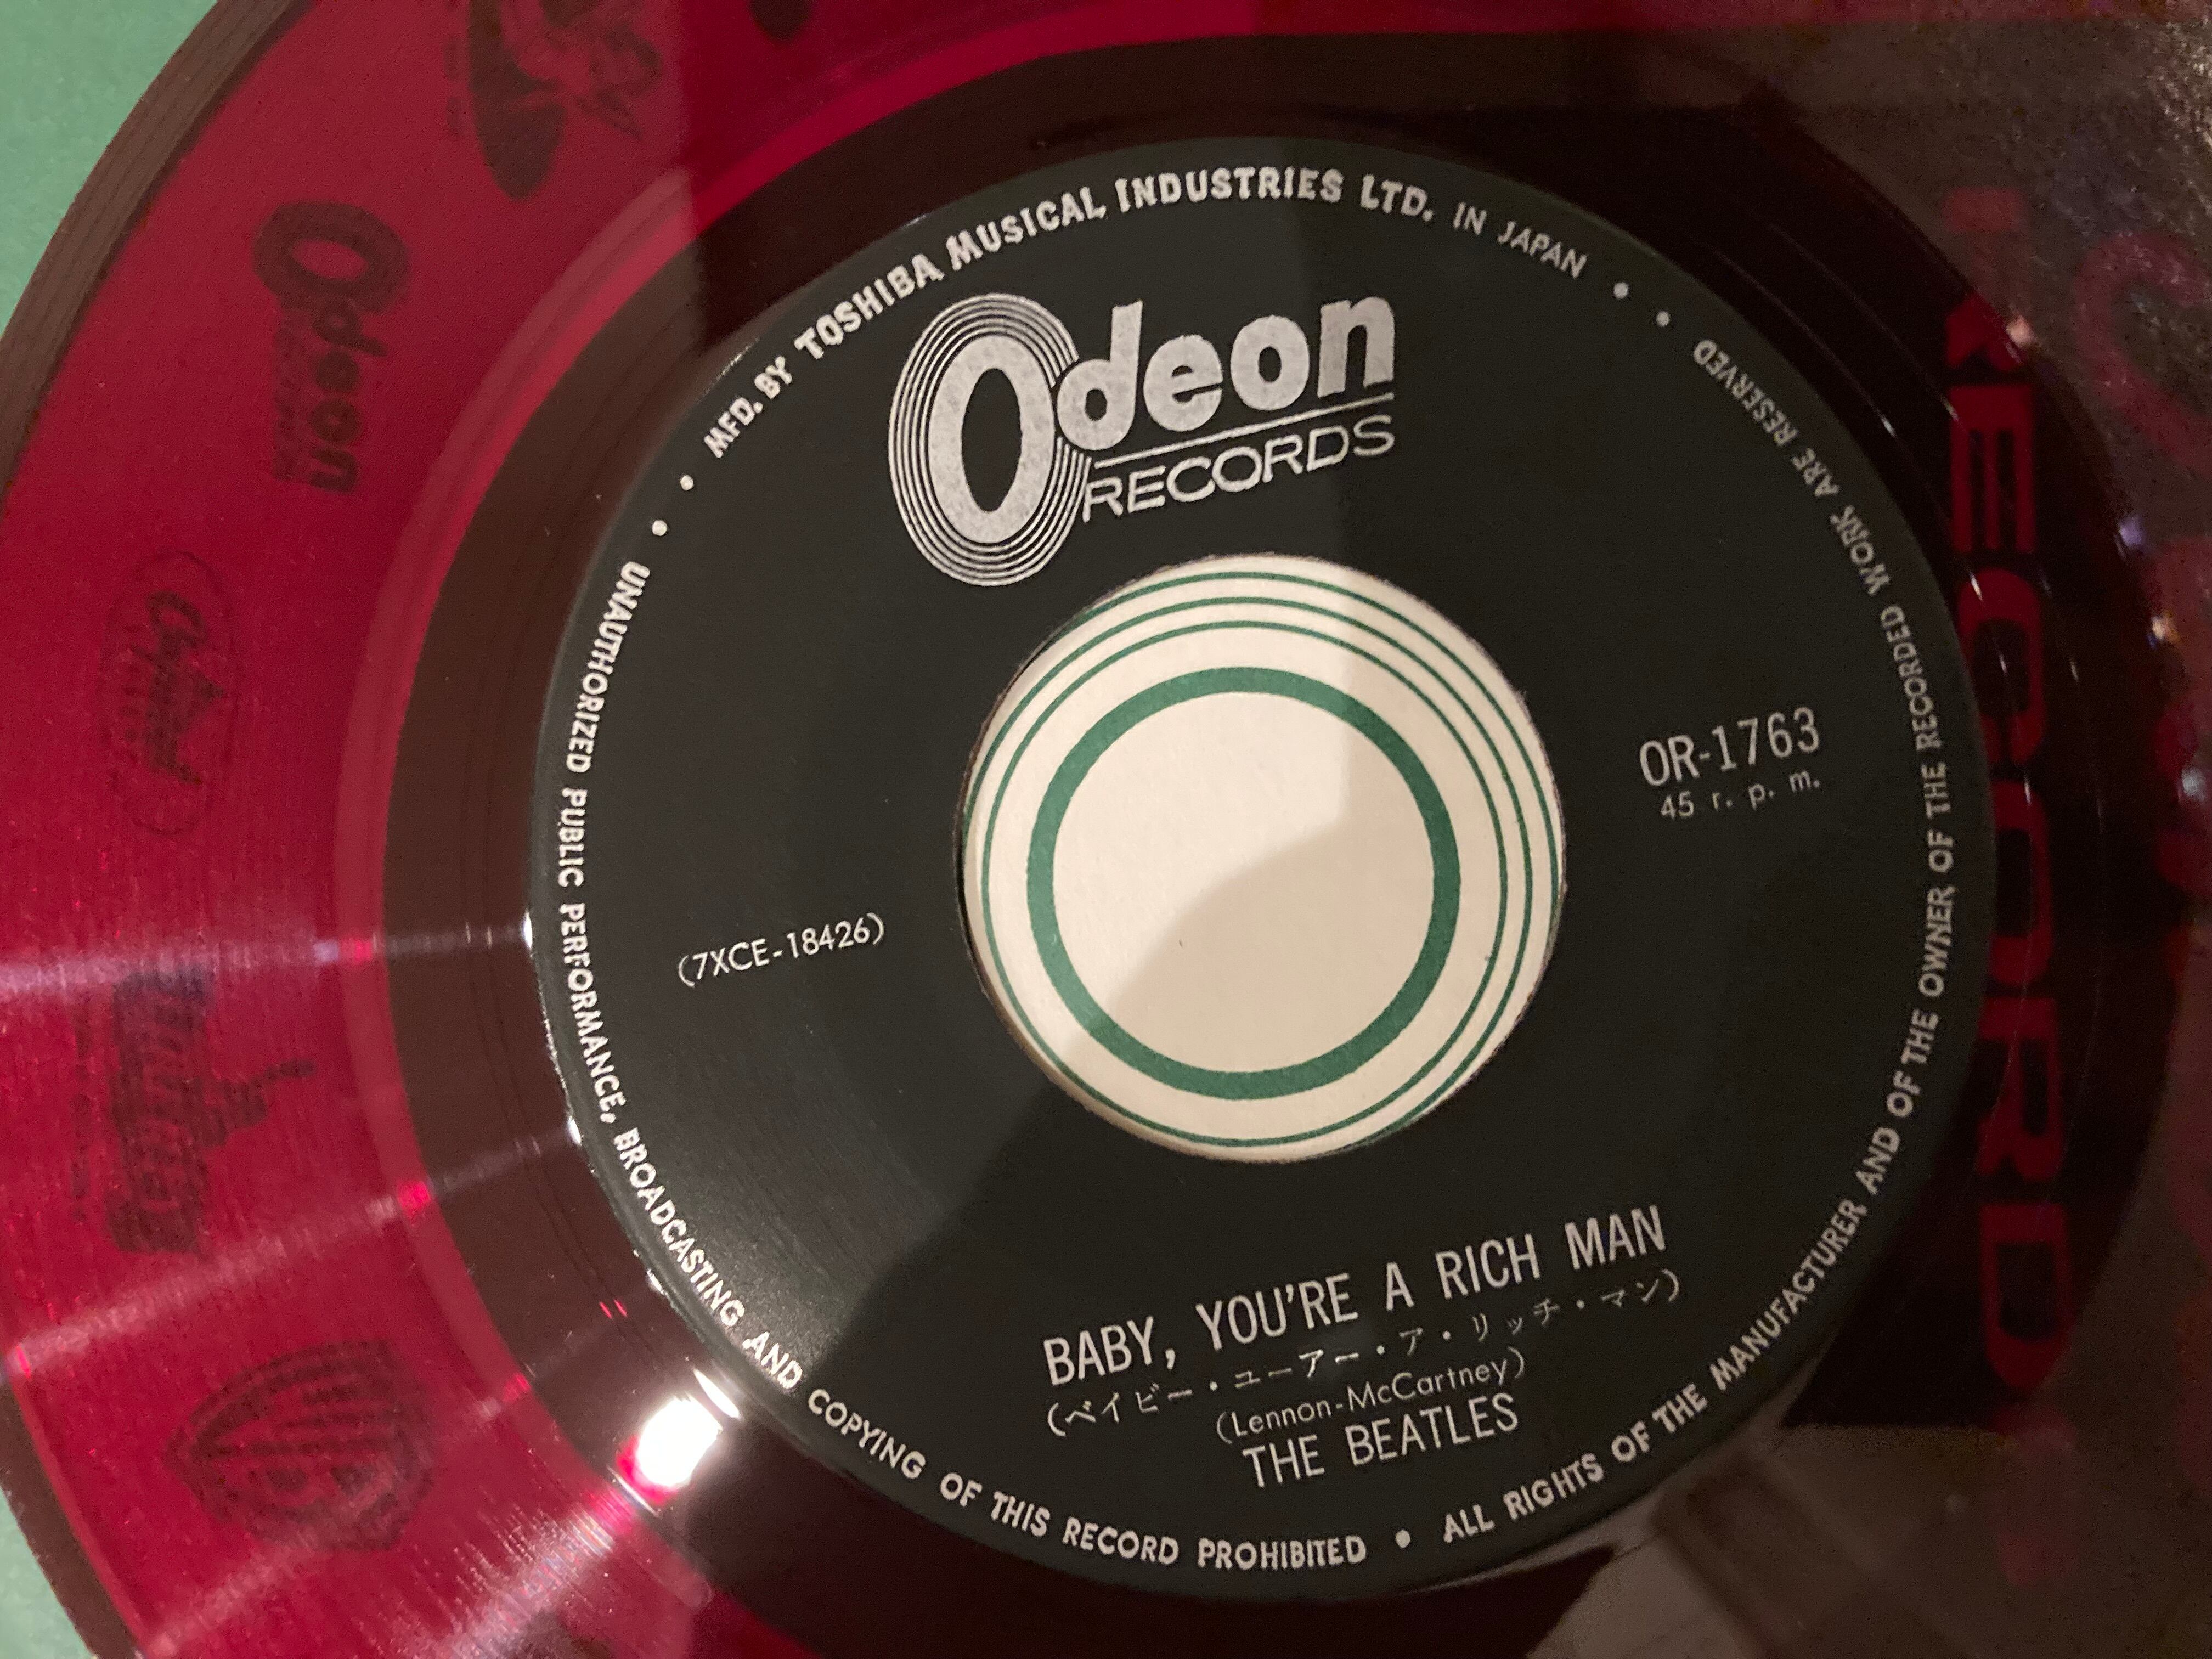 MFD. BY TOSHIBA MUSICAL INDUSTRIES LTD. IN JAPAN
Odeon
RECORDS
OR-1763
45 r. p. m.
(7XCE-18426)
BABY, YOU'RE A RICH MAN
(ベイビー・ユーアー・ア・リッチ・マン)
(Lennon-McCartney)
THE BEATLES
UNAUTHORIZED PUBLIC PERFORMANCE, BROADCASTING AND COPYING OF THIS RECORD PROHIBITED • ALL RIGHTS OF THE MANUFACTURER AND OF THE OWNER OF THE RECORDED WORK ARE RESERVED
Odeon
Capitol
RECORD